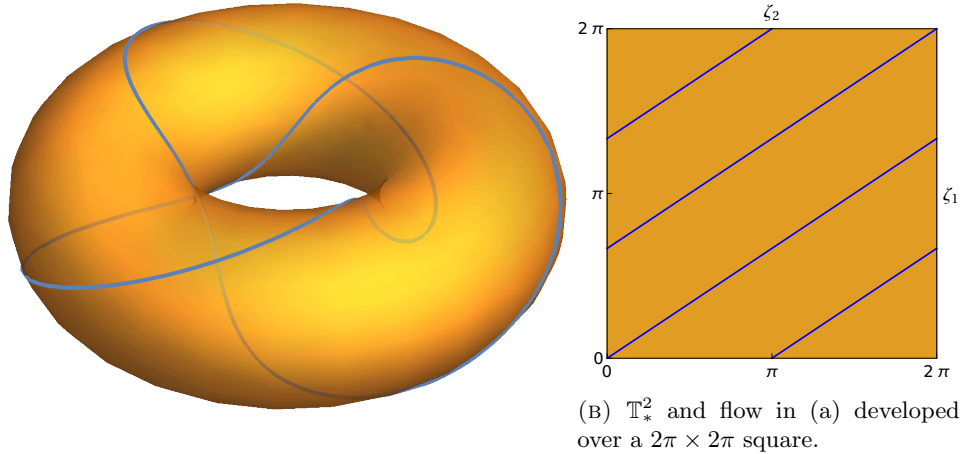 ζ₂
2 π
π
ζ₁
0
0 π 2 π
(B) 𝕋²∗ and flow in (a) developed
over a 2π × 2π square.